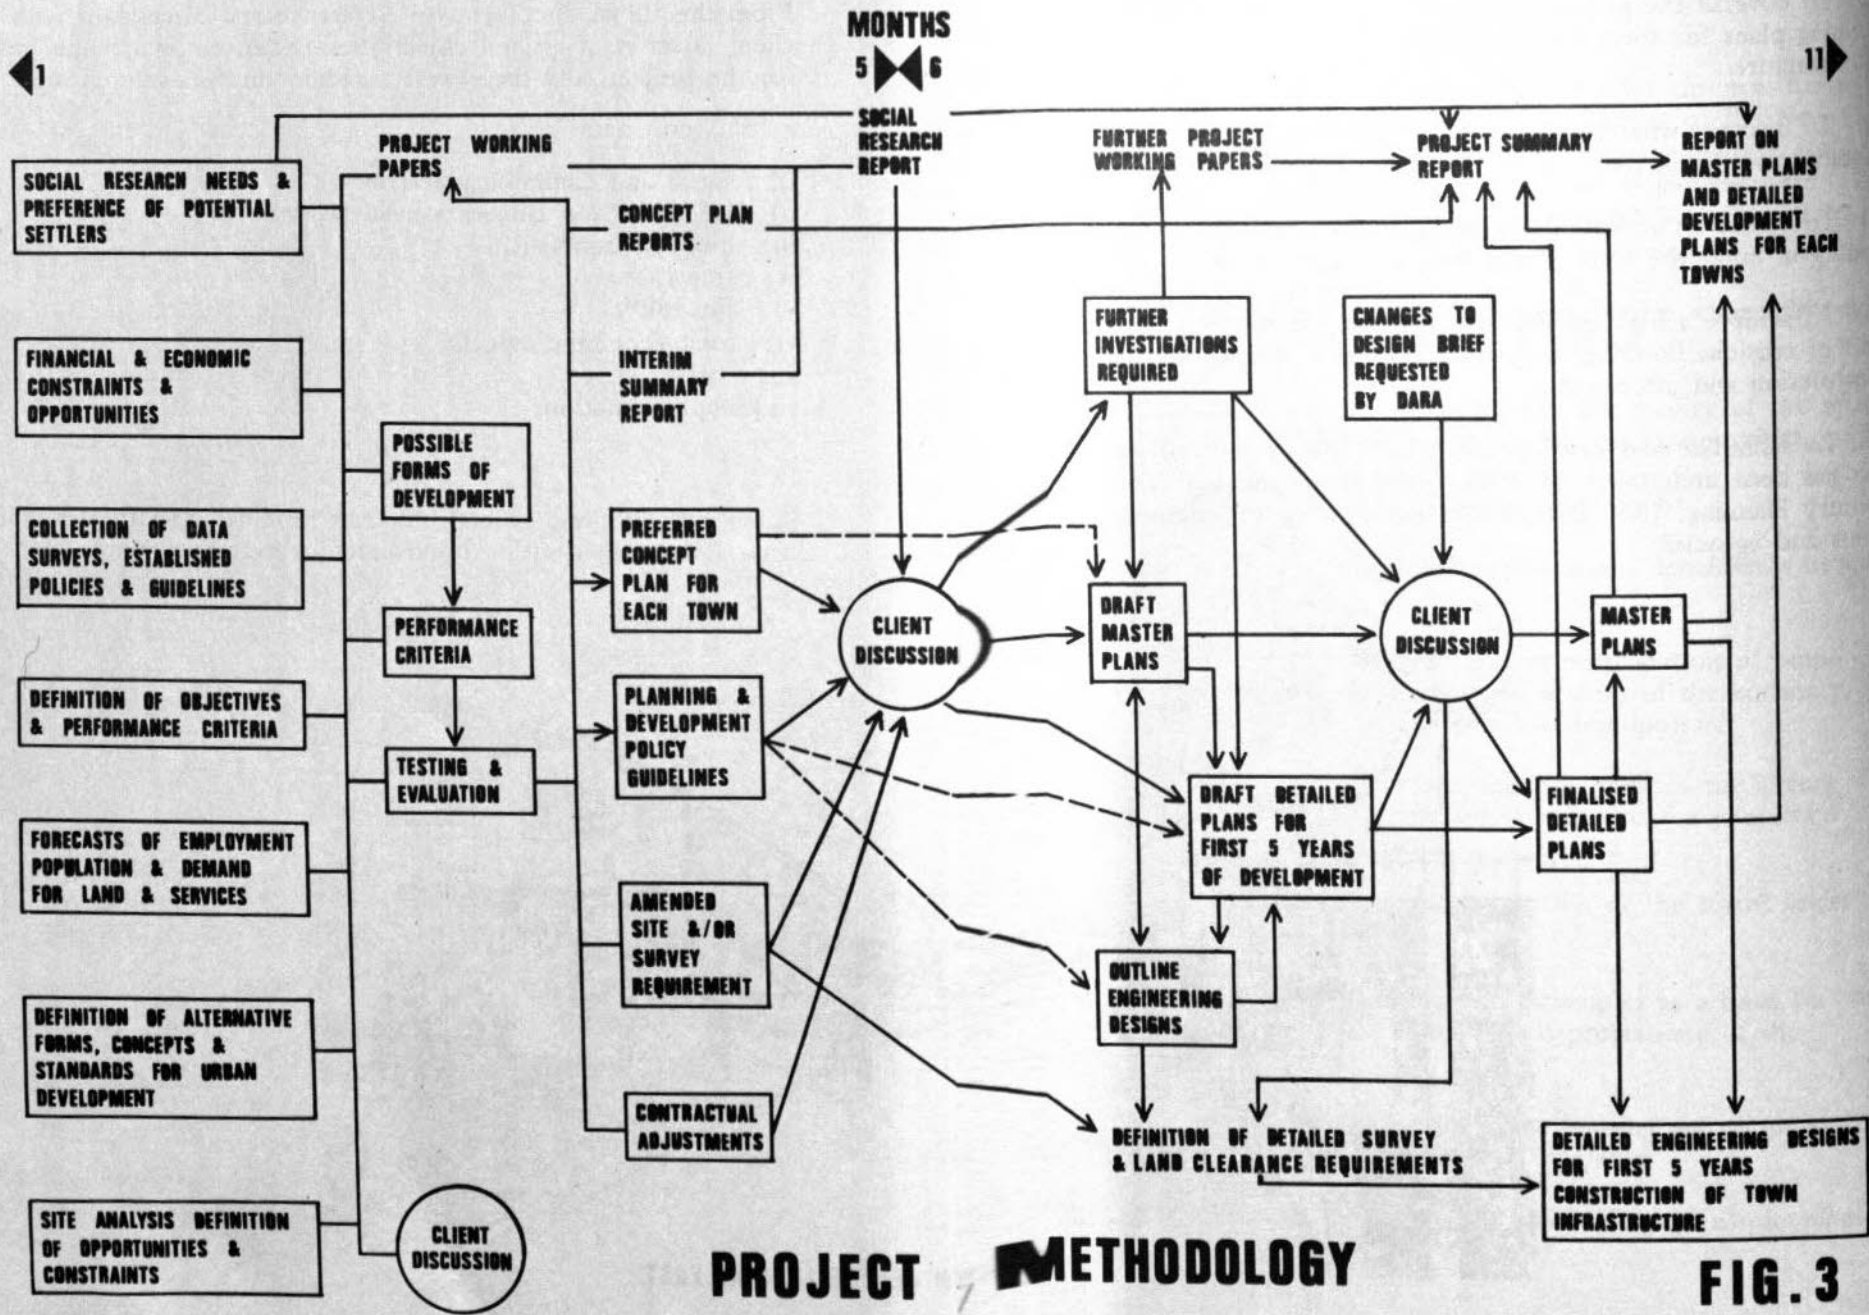 MONTHS
1
5 6
11
SOCIAL
RESEARCH
REPORT
PROJECT WORKING
PAPERS
FURTHER PROJECT
WORKING PAPERS
PROJECT SUMMARY
REPORT
REPORT ON
MASTER PLANS
AND DETAILED
DEVELOPMENT
PLANS FOR EACH
TOWNS
SOCIAL RESEARCH NEEDS &
PREFERENCE OF POTENTIAL
SETTLERS
CONCEPT PLAN
REPORTS
FINANCIAL & ECONOMIC
CONSTRAINTS &
OPPORTUNITIES
INTERIM
SUMMARY
REPORT
FURTHER
INVESTIGATIONS
REQUIRED
CHANGES TO
DESIGN BRIEF
REQUESTED
BY DARA
POSSIBLE
FORMS OF
DEVELOPMENT
COLLECTION OF DATA
SURVEYS, ESTABLISHED
POLICIES & GUIDELINES
PREFERRED
CONCEPT
PLAN FOR
EACH TOWN
PERFORMANCE
CRITERIA
CLIENT
DISCUSSION
DRAFT
MASTER
PLANS
CLIENT
DISCUSSION
MASTER
PLANS
DEFINITION OF OBJECTIVES
& PERFORMANCE CRITERIA
PLANNING &
DEVELOPMENT
POLICY
GUIDELINES
TESTING &
EVALUATION
DRAFT DETAILED
PLANS FOR
FIRST 5 YEARS
OF DEVELOPMENT
FINALISED
DETAILED
PLANS
FORECASTS OF EMPLOYMENT
POPULATION & DEMAND
FOR LAND & SERVICES
AMENDED
SITE &/OR
SURVEY
REQUIREMENT
OUTLINE
ENGINEERING
DESIGNS
DEFINITION OF ALTERNATIVE
FORMS, CONCEPTS &
STANDARDS FOR URBAN
DEVELOPMENT
CONTRACTUAL
ADJUSTMENTS
DEFINITION OF DETAILED SURVEY
& LAND CLEARANCE REQUIREMENTS
DETAILED ENGINEERING DESIGNS
FOR FIRST 5 YEARS
CONSTRUCTION OF TOWN
INFRASTRUCTURE
SITE ANALYSIS DEFINITION
OF OPPORTUNITIES &
CONSTRAINTS
CLIENT
DISCUSSION
PROJECT METHODOLOGY
FIG. 3